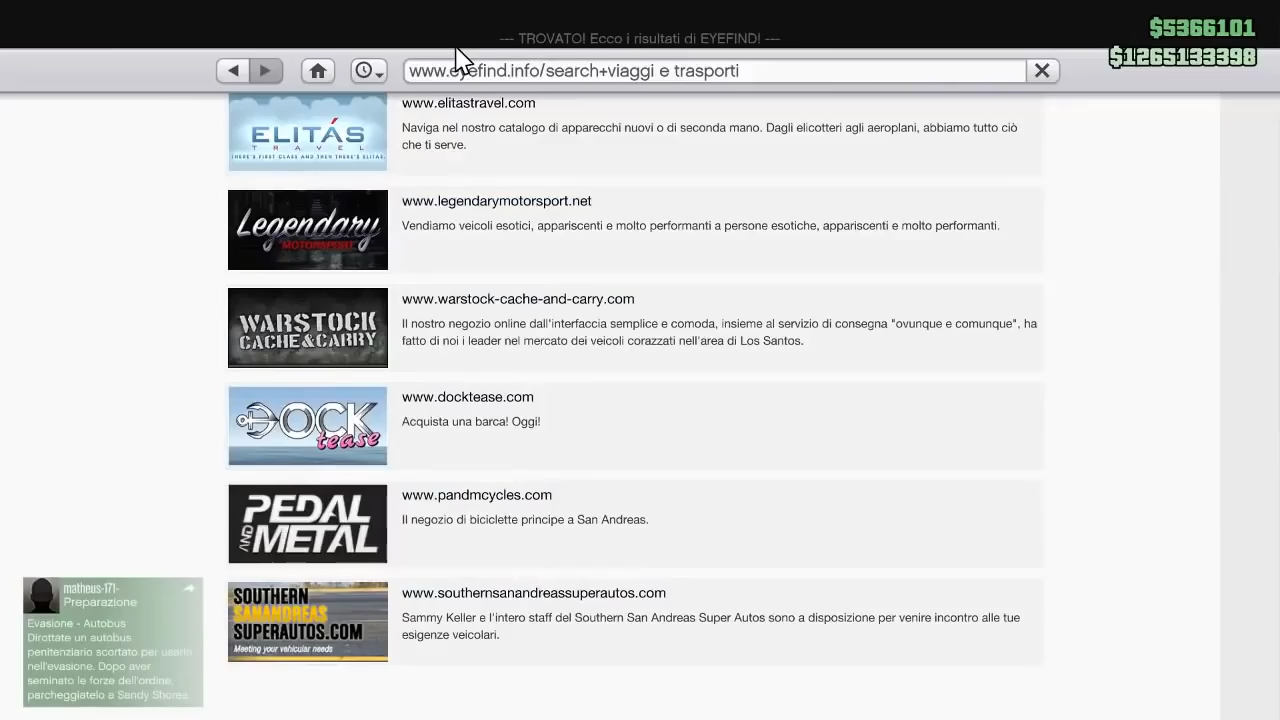 $5366101
--- TROVATO! Ecco i risultati di EYEFIND! ---
$1265133398
www.eyefind.info/search+viaggi e trasporti
ELITÁS
TRAVEL
THERE'S FIRST CLASS AND THEN THERE'S ELITAS.
www.elitastravel.com
Naviga nel nostro catalogo di apparecchi nuovi o di seconda mano. Dagli elicotteri agli aeroplani, abbiamo tutto ciò
che ti serve.
Legendary
MOTORSPORT
www.legendarymotorsport.net
Vendiamo veicoli esotici, appariscenti e molto performanti a persone esotiche, appariscenti e molto performanti.
WARSTOCK
CACHE&CARRY
www.warstock-cache-and-carry.com
Il nostro negozio online dall'interfaccia semplice e comoda, insieme al servizio di consegna "ovunque e comunque", ha
fatto di noi i leader nel mercato dei veicoli corazzati nell'area di Los Santos.
DOCK
tease
www.docktease.com
Acquista una barca! Oggi!
PEDAL
AND METAL
www.pandmcycles.com
Il negozio di biciclette principe a San Andreas.
SOUTHERN
SANANDREAS
SUPERAUTOS.COM
Meeting your vehicular needs
www.southernsanandreassuperautos.com
Sammy Keller e l'intero staff del Southern San Andreas Super Autos sono a disposizione per venire incontro alle tue
esigenze veicolari.
matheus-171-
Preparazione
Evasione - Autobus
Dirottate un autobus
penitenziario scortato per usarlo
nell'evasione. Dopo aver
seminato le forze dell'ordine,
parcheggiatelo a Sandy Shores.